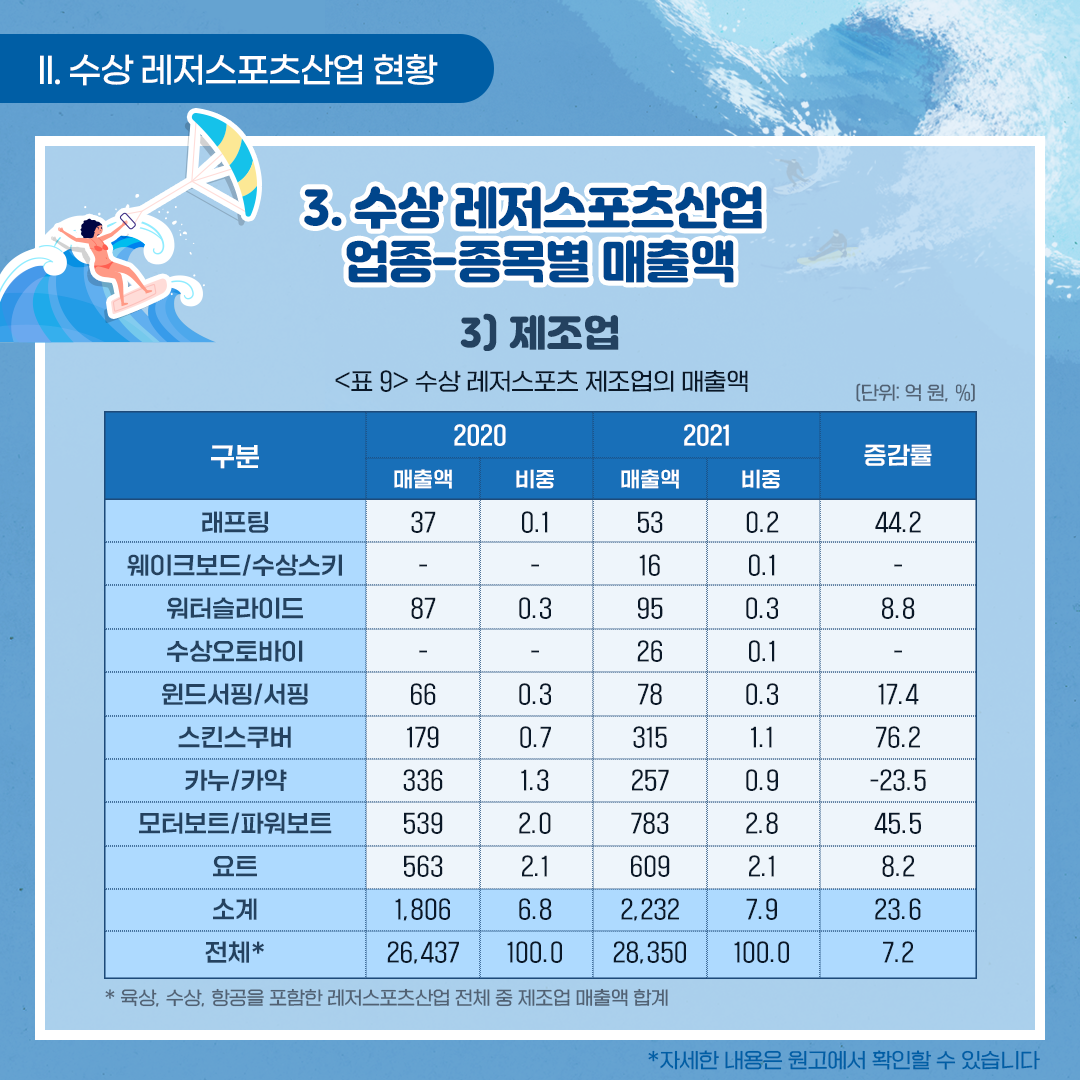 II. 수상 레저스포츠산업 현황
3. 수상 레저스포츠산업
업종-종목별 매출액
3) 제조업
<표 9> 수상 레저스포츠 제조업의 매출액
(단위: 억 원, %)
구분 2020 2021 증감률
매출액 비중 매출액 비중
래프팅 37 0.1 53 0.2 44.2
웨이크보드/수상스키 - - 16 0.1 -
워터슬라이드 87 0.3 95 0.3 8.8
수상오토바이 - - 26 0.1 -
윈드서핑/서핑 66 0.3 78 0.3 17.4
스킨스쿠버 179 0.7 315 1.1 76.2
카누/카약 336 1.3 257 0.9 -23.5
모터보트/파워보트 539 2.0 783 2.8 45.5
요트 563 2.1 609 2.1 8.2
소계 1,806 6.8 2,232 7.9 23.6
전체* 26,437 100.0 28,350 100.0 7.2
* 육상, 수상, 항공을 포함한 레저스포츠산업 전체 중 제조업 매출액 합계
*자세한 내용은 원고에서 확인할 수 있습니다